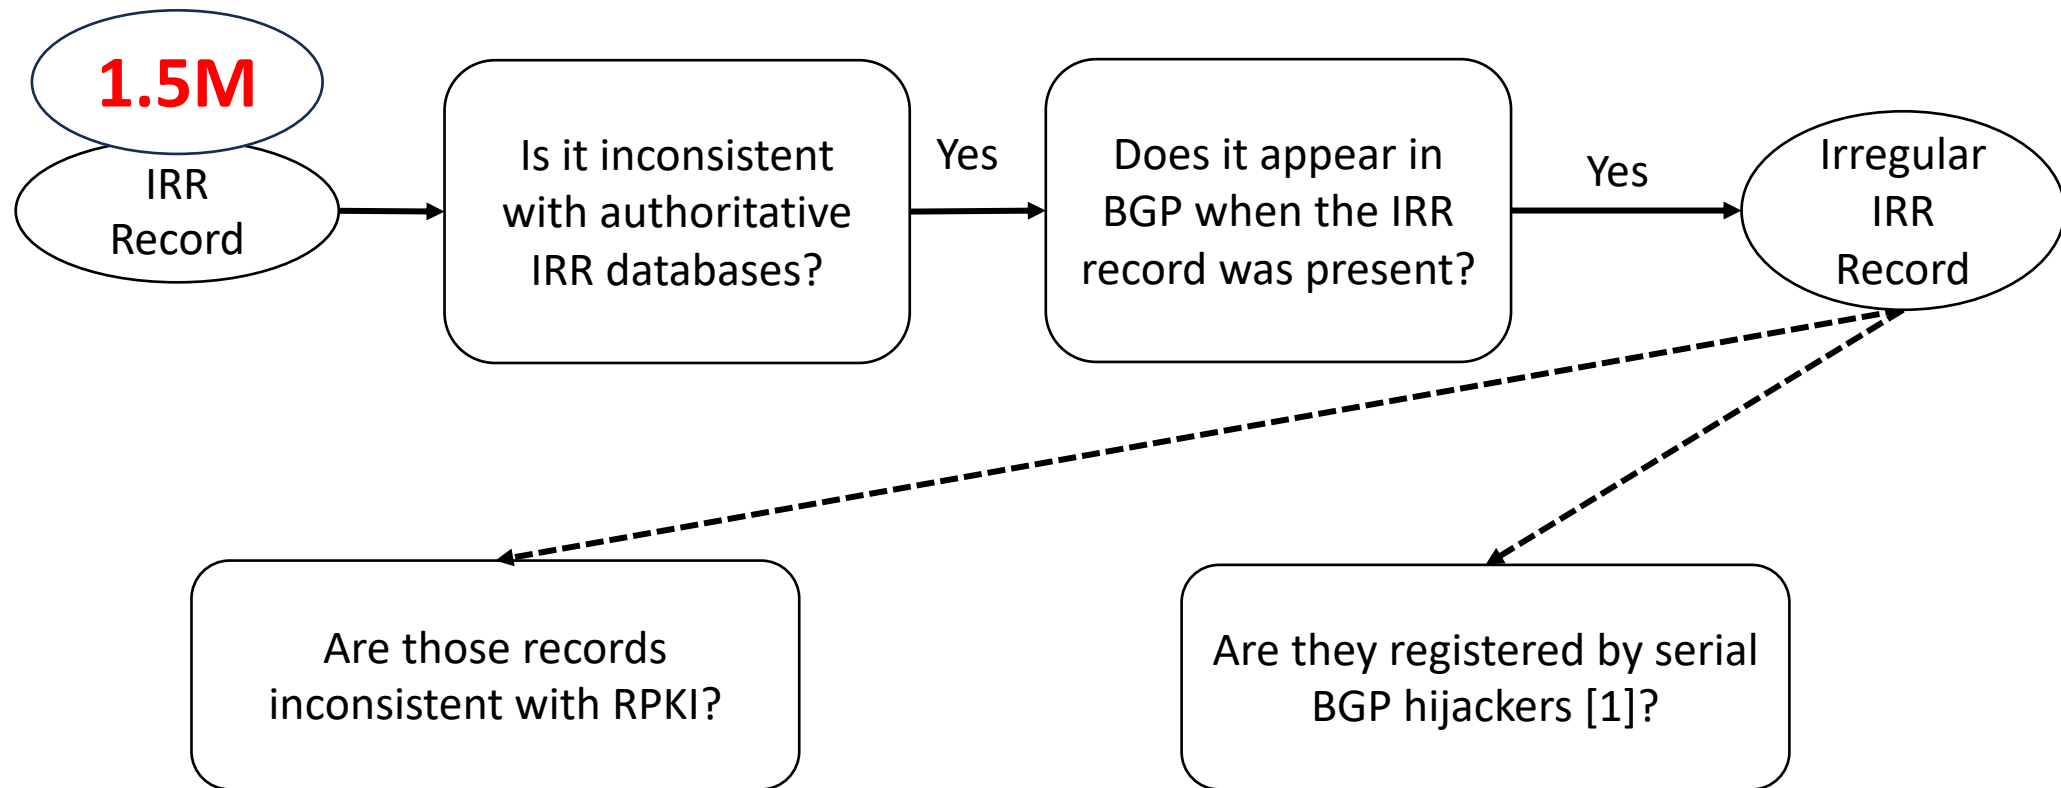 1.5M
IRR
Record
Is it inconsistent
with authoritative
IRR databases?
Yes
Does it appear in
BGP when the IRR
record was present?
Yes
Irregular
IRR
Record
Are those records
inconsistent with RPKI?
Are they registered by serial
BGP hijackers [1]?